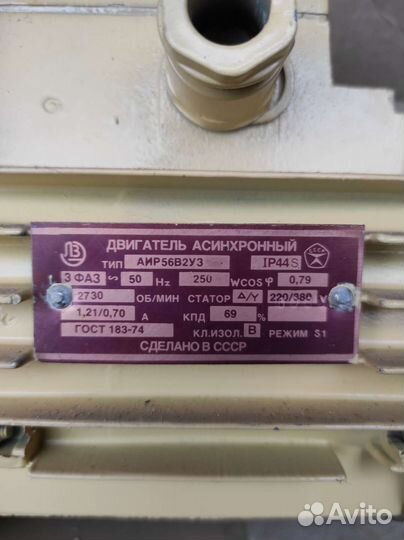 ДВИГАТЕЛЬ АСИНХРОННЫЙ
ТИП АИР56В2У3 IP44S
3 ФАЗ ∿ 50 Hz 250 W COS φ 0,79
2730 ОБ/МИН СТАТОР Δ/Y 220/380 V
1,21/0,70 А КПД 69 %
ГОСТ 183-74 КЛ.ИЗОЛ. В РЕЖИМ S1
СДЕЛАНО В СССР
Avito